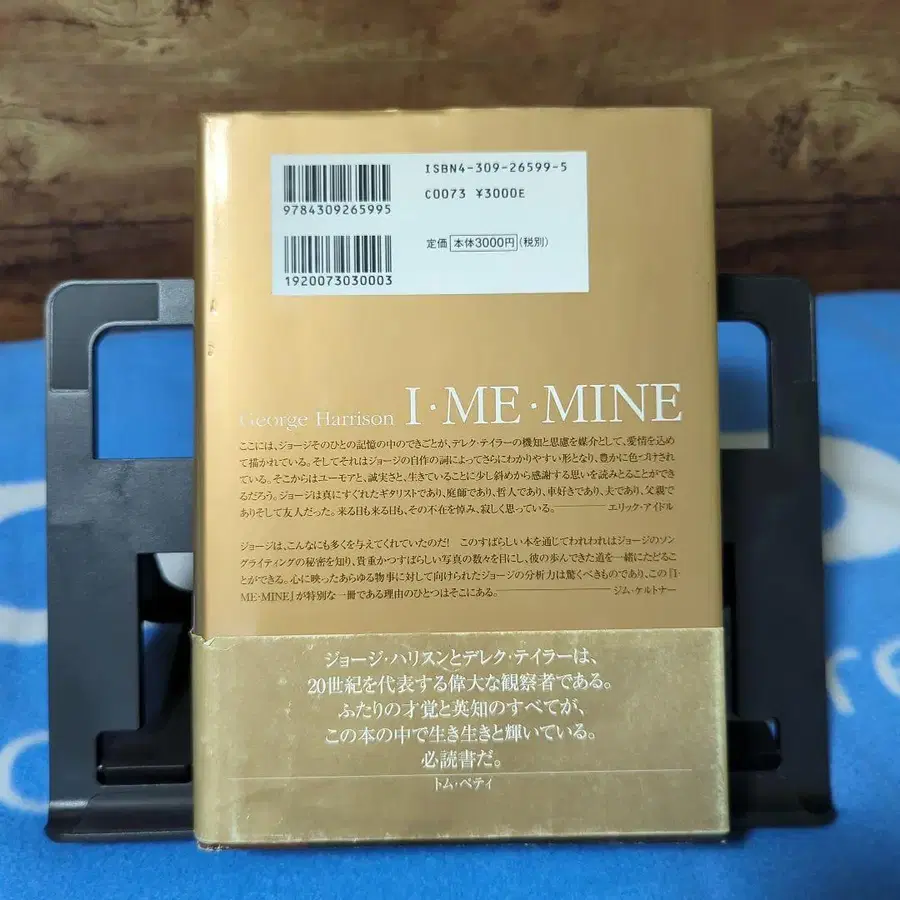 ISBN4-309-26599-5
C0073 ¥3000E
9784309265995
定価 本体3000円(税別)
1920073030003
George Harrison I・ME・MINE
ここには、ジョージそのひとの記憶の中のできごとが、デレク・テイラーの機知と思慮を媒介として、愛情を込め
て描かれている。そしてそれはジョージの自作の詞によってさらにわかりやすい形となり、豊かに色づけされ
ている。そこからはユーモアと、誠実さと、生きていることに少し斜めから感謝する思いを読みとることがでぎ
るだろう。ジョージは真にすぐれたギタリストであり、庭師であり、哲人であり、車好きであり、夫であり、父親で
ありそして友人だった。来る日も来る日も、その不在を悼み、寂しく思っている。――エリック・アイドル
ジョージは、こんなにも多くを与えてくれていたのだ! このすばらしい本を通じてわれわれはジョージのソン
グライティングの秘密を知り、貴重かつすばらしい写真の数々を目にし、彼の歩んできた道を一緒にたどるこ
とができる。心に映ったあらゆる物事に対して向けられたジョージの分析力は驚くべきものであり、この『I・
ME・MINE』が特別な一冊である理由のひとつはそこにある。――ジム・ケルトナー
ジョージ・ハリスンとデレク・テイラーは、
20世紀を代表する偉大な観察者である。
ふたりの才覚と英知のすべてが、
この本の中で生き生きと輝いている。
必読書だ。
トム・ペティ
re